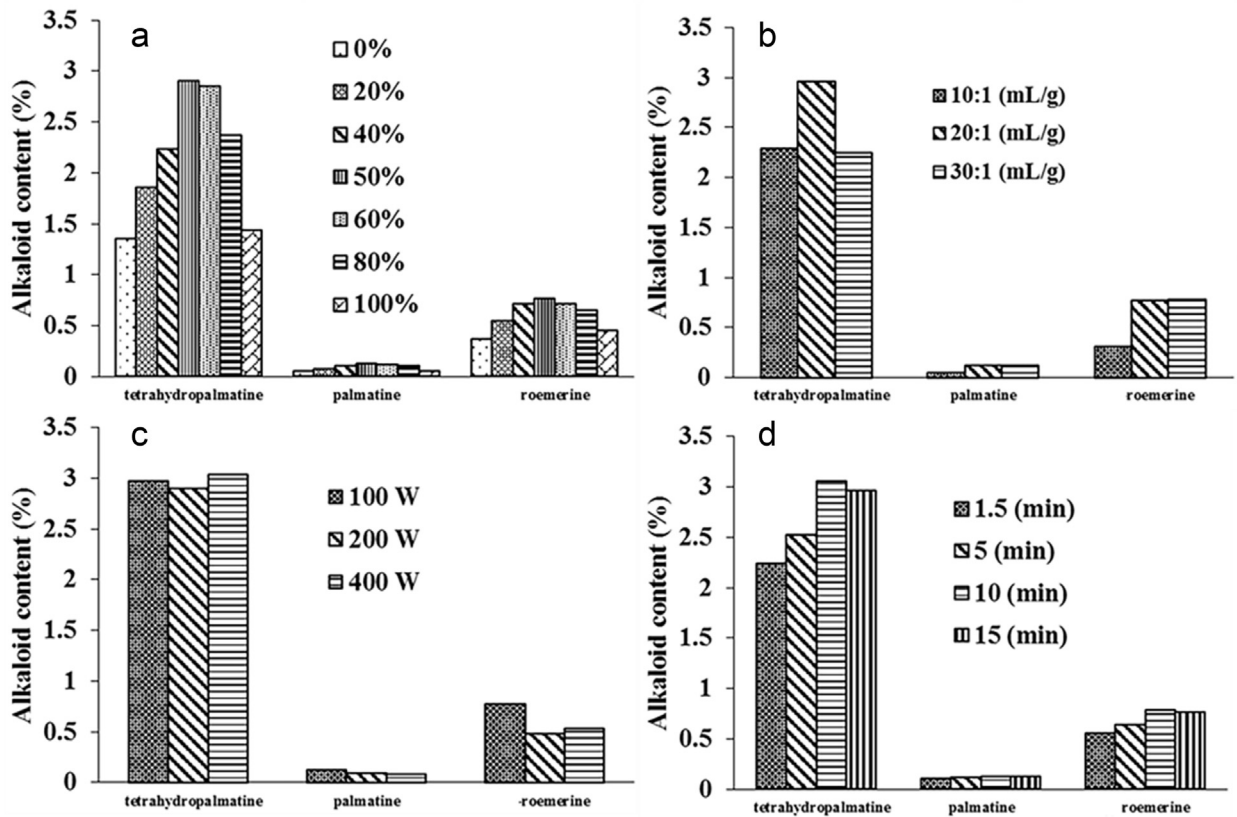 a
Alkaloid content (%)
3.5
3
2.5
2
1.5
1
0.5
0
0%
20%
40%
50%
60%
80%
100%
tetrahydropalmatine palmatine roemerine
b
Alkaloid content (%)
3.5
3
2.5
2
1.5
1
0.5
0
10:1 (mL/g)
20:1 (mL/g)
30:1 (mL/g)
tetrahydropalmatine palmatine roemerine
c
Alkaloid content (%)
3.5
3
2.5
2
1.5
1
0.5
0
100 W
200 W
400 W
tetrahydropalmatine palmatine -roemerine
d
Alkaloid content (%)
3.5
3
2.5
2
1.5
1
0.5
0
1.5 (min)
5 (min)
10 (min)
15 (min)
tetrahydropalmatine palmatine roemerine